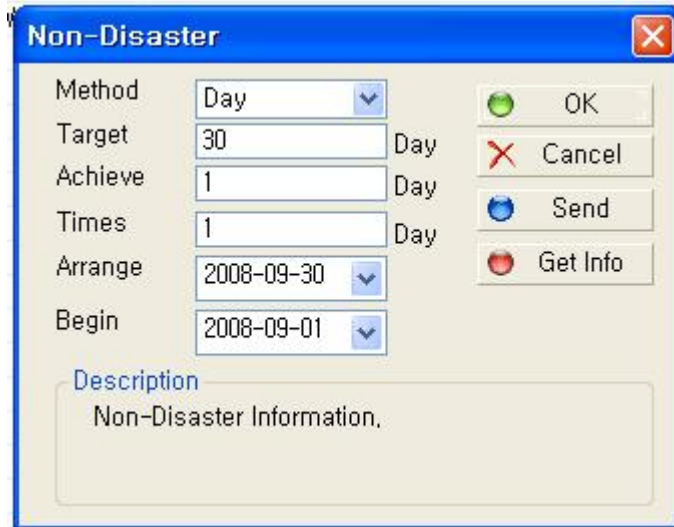 Non-Disaster
Method Day OK
Target 30 Day
Cancel
Achieve 1 Day
Send
Times 1 Day
Arrange 2008-09-30 Get Info
Begin 2008-09-01
Description
Non-Disaster Information,